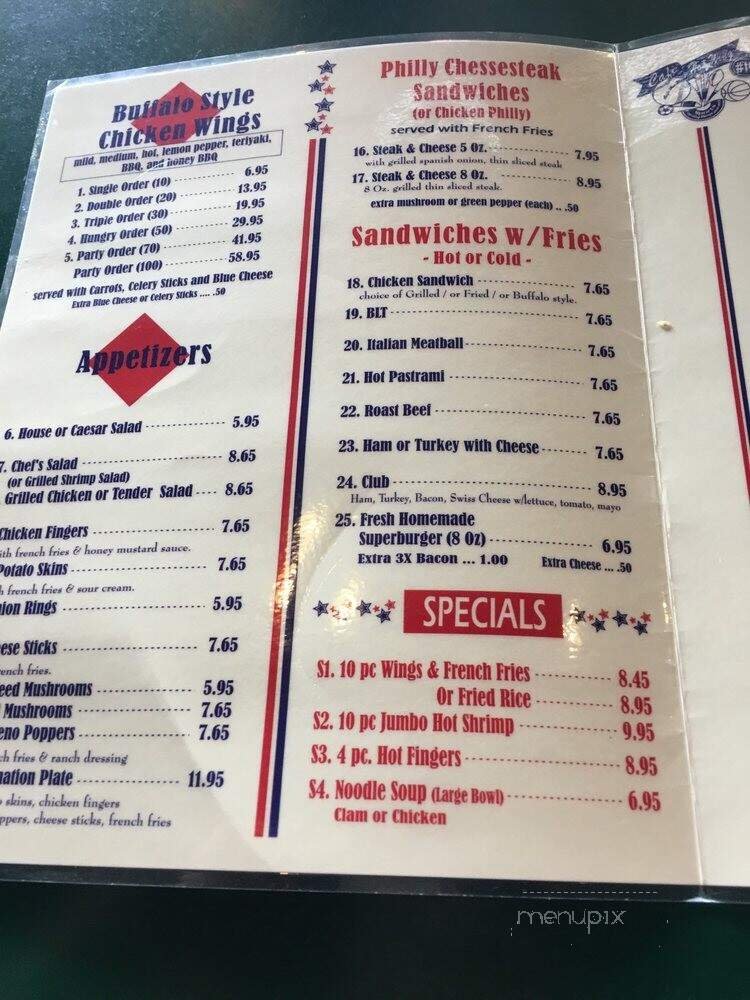 Buffalo Style
Chicken Wings
mild, medium, hot, lemon pepper, teriyaki,
BBQ, and honey BBQ
1. Single Order (10) 6.95
2. Double Order (20) 13.95
3. Triple Order (30) 19.95
4. Hungry Order (50) 29.95
5. Party Order (70) 41.95
Party Order (100) 58.95
served with Carrots, Celery Sticks and Blue Cheese
Extra Blue Cheese or Celery Sticks .... .50
Appetizers
6. House or Caesar Salad 5.95
7. Chef's Salad 8.65
(or Grilled Shrimp Salad)
Grilled Chicken or Tender Salad 8.65
Chicken Fingers 7.65
with french fries & honey mustard sauce.
Potato Skins 7.65
french fries & sour cream.
Rings 5.95
Sticks 7.65
fries.
Mushrooms 5.95
Mushrooms 7.65
Poppers 7.65
fries & ranch dressing
Plate 11.95
skins, chicken fingers
cheese sticks, french fries
Philly Chessesteak
Sandwiches
(or Chicken Philly)
served with French Fries
16. Steak & Cheese 5 Oz. 7.95
with grilled spanish onion, thin sliced steak
17. Steak & Cheese 8 Oz. 8.95
8 Oz. grilled thin sliced steak.
extra mushroom or green pepper (each) .. .50
Sandwiches w/Fries
- Hot or Cold -
18. Chicken Sandwich 7.65
choice of Grilled / or Fried / or Buffalo style.
19. BLT 7.65
20. Italian Meatball 7.65
21. Hot Pastrami 7.65
22. Roast Beef 7.65
23. Ham or Turkey with Cheese 7.65
24. Club 8.95
Ham, Turkey, Bacon, Swiss Cheese w/lettuce, tomato, mayo
25. Fresh Homemade
Superburger (8 Oz) 6.95
Extra 3X Bacon ... 1.00 Extra Cheese ... .50
SPECIALS
S1. 10 pc Wings & French Fries 8.45
Or Fried Rice 8.95
S2. 10 pc Jumbo Hot Shrimp 9.95
S3. 4 pc. Hot Fingers 8.95
S4. Noodle Soup (Large Bowl) 6.95
Clam or Chicken
menupix